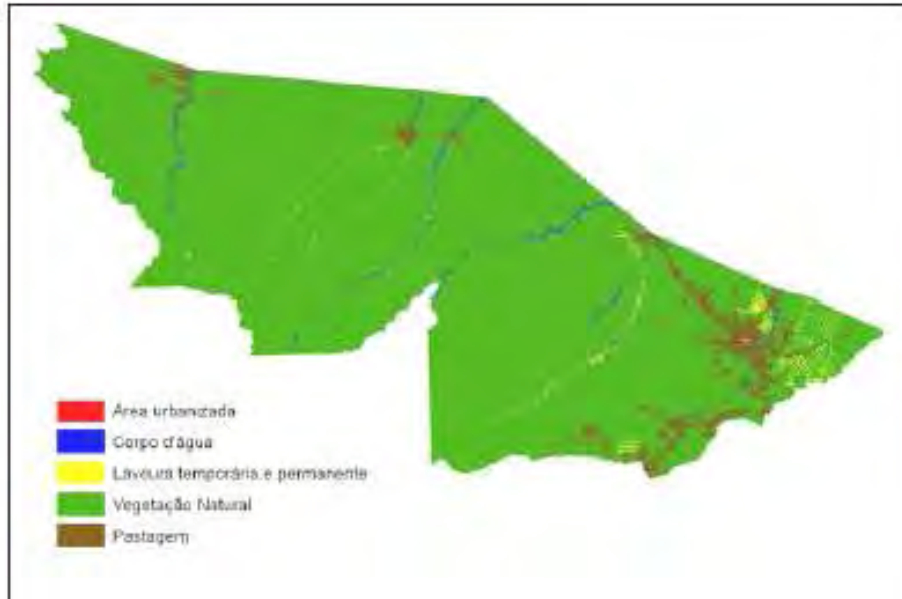 Área urbanizada
Corpo d'água
Lavoura temporária e permanente
Vegetação Natural
Pastagem